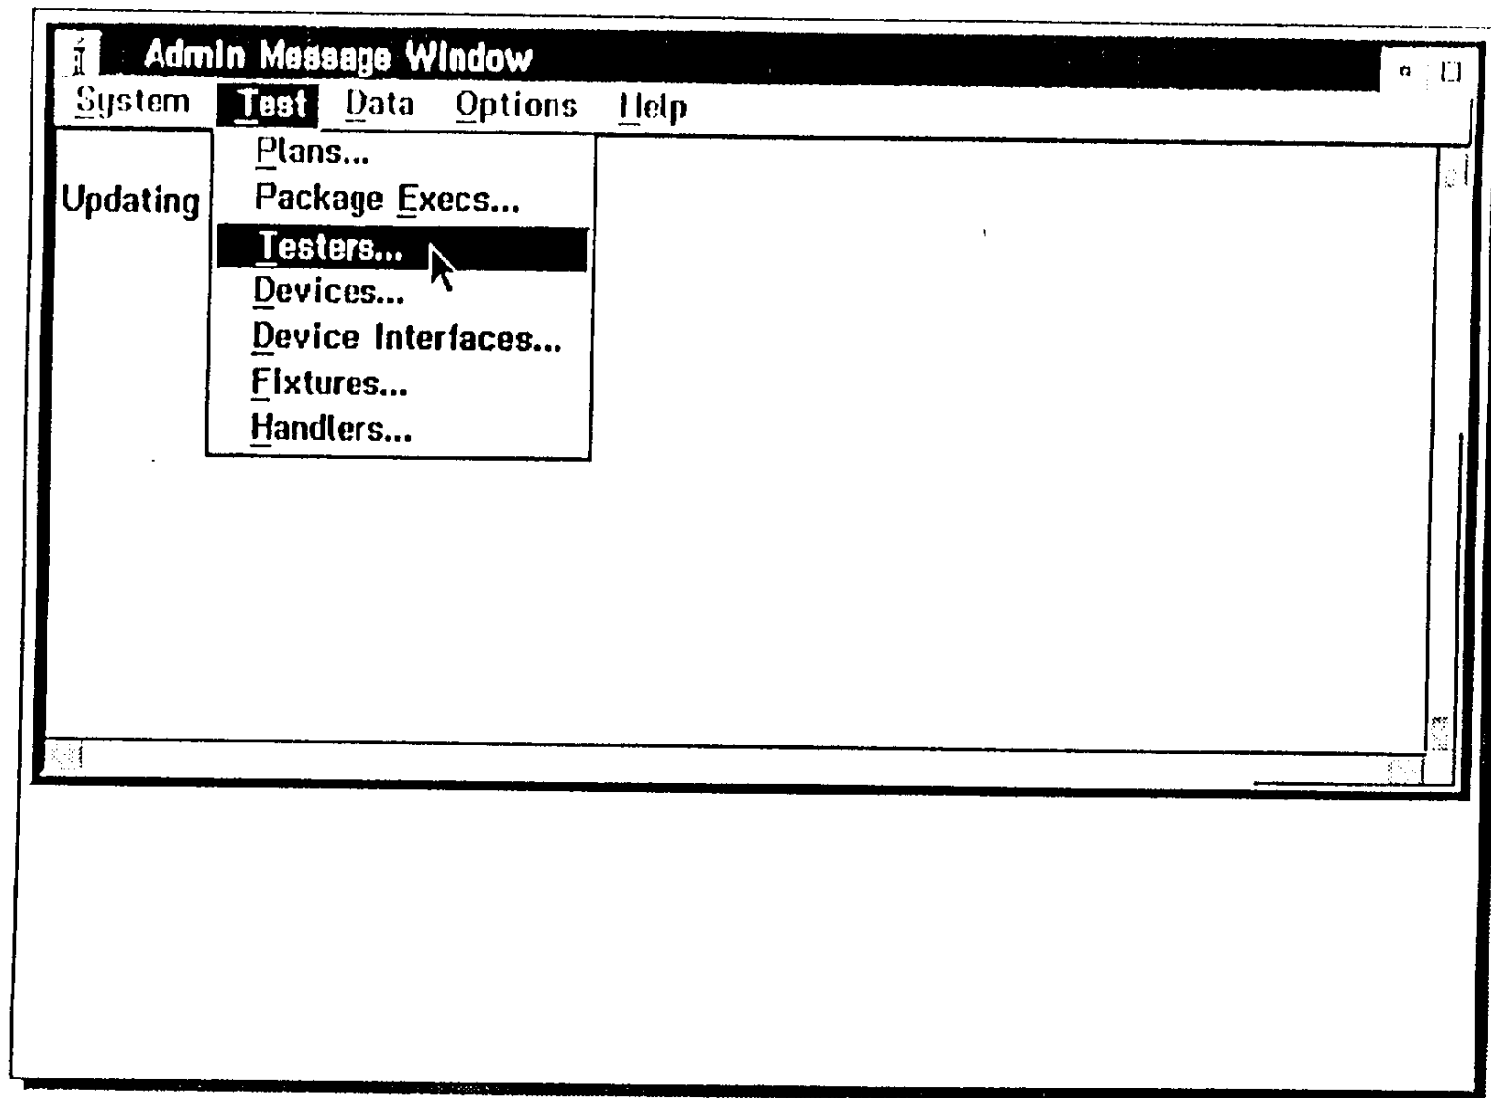 Admin Message Window
System Test Data Options Help
Plans...
Updating Package Execs...
Testers...
Devices...
Device Interfaces...
Fixtures...
Handlers...